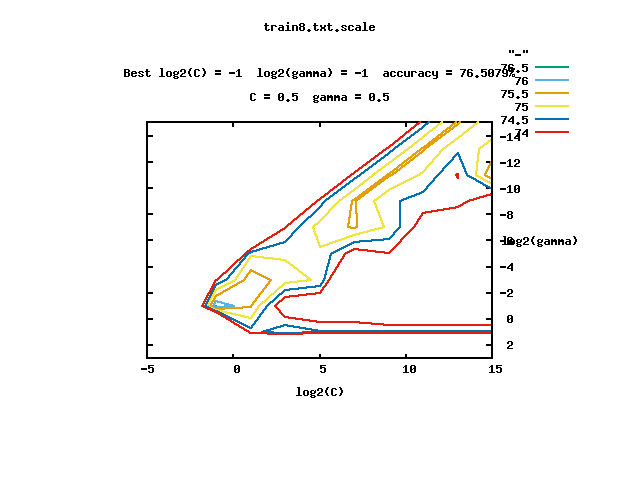 train8.txt.scale
"-"
Best log2(C) = -1  log2(gamma) = -1  accuracy = 76.5079%
76.5
76
C = 0.5  gamma = 0.5
75.5
75
74.5
74
-14
-12
-10
-8
-6
log2(gamma)
-4
-2
0
2
-5 0 5 10 15
log2(C)